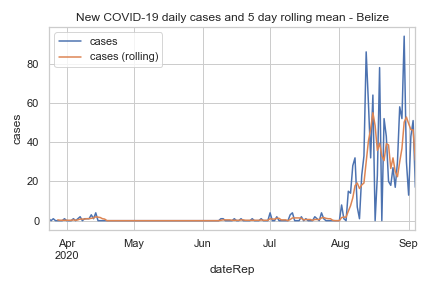 New COVID-19 daily cases and 5 day rolling mean - Belize
cases
cases (rolling)
80
60
40
20
0
cases
Apr
2020
May
Jun
Jul
Aug
Sep
dateRep